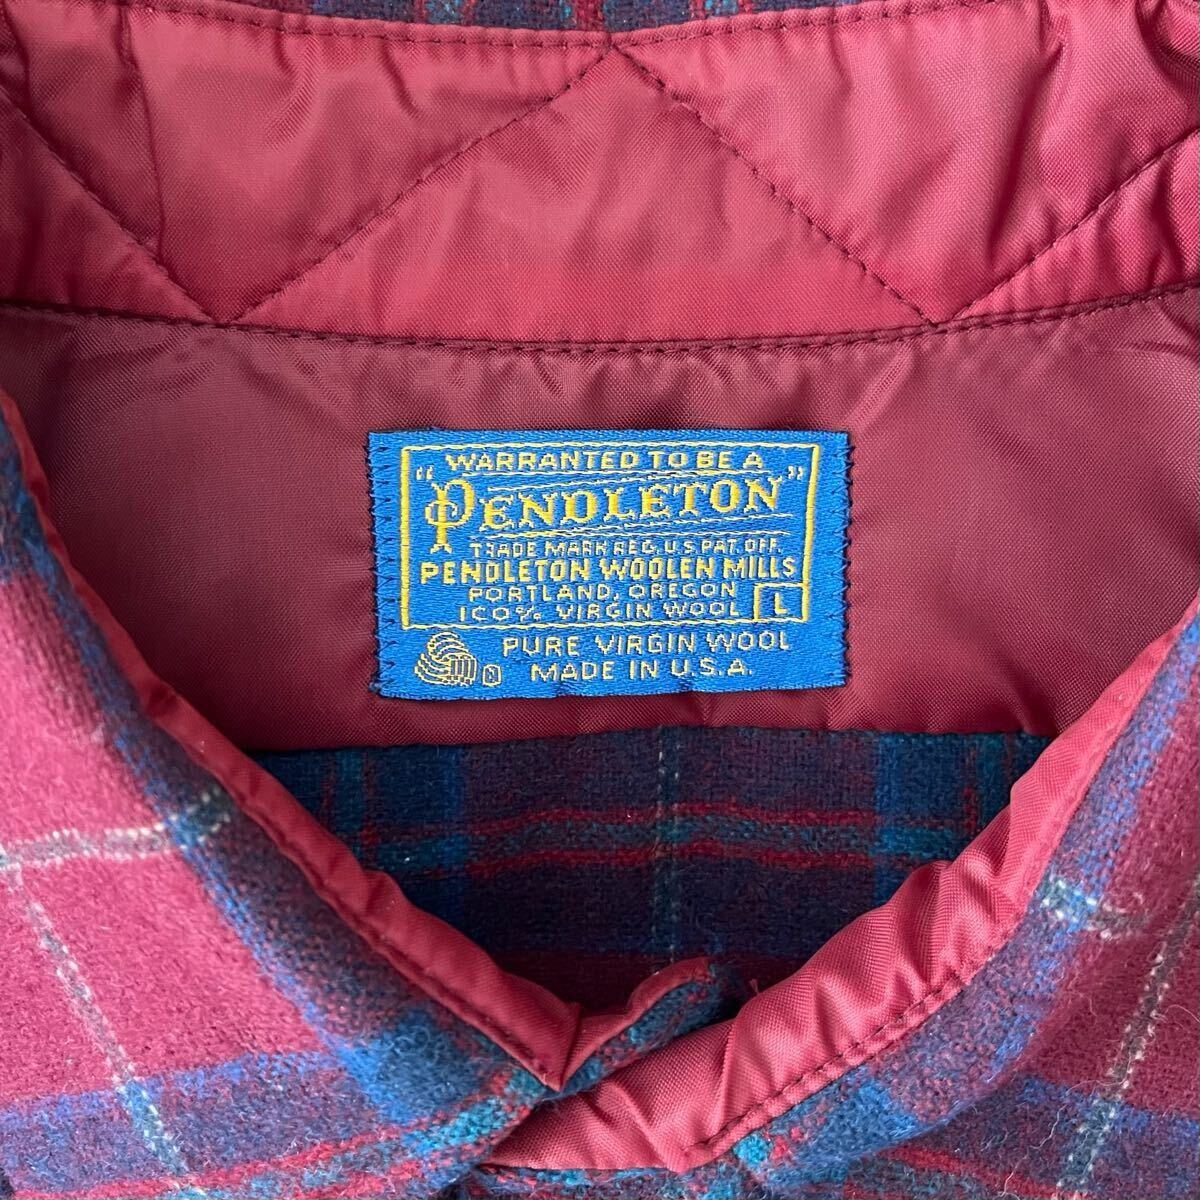 WARRANTED TO BE A
"PENDLETON"
TRADE MARK REG. U.S. PAT. OFF.
PENDLETON WOOLEN MILLS
PORTLAND, OREGON
100% VIRGIN WOOL L
PURE VIRGIN WOOL
MADE IN U.S.A.